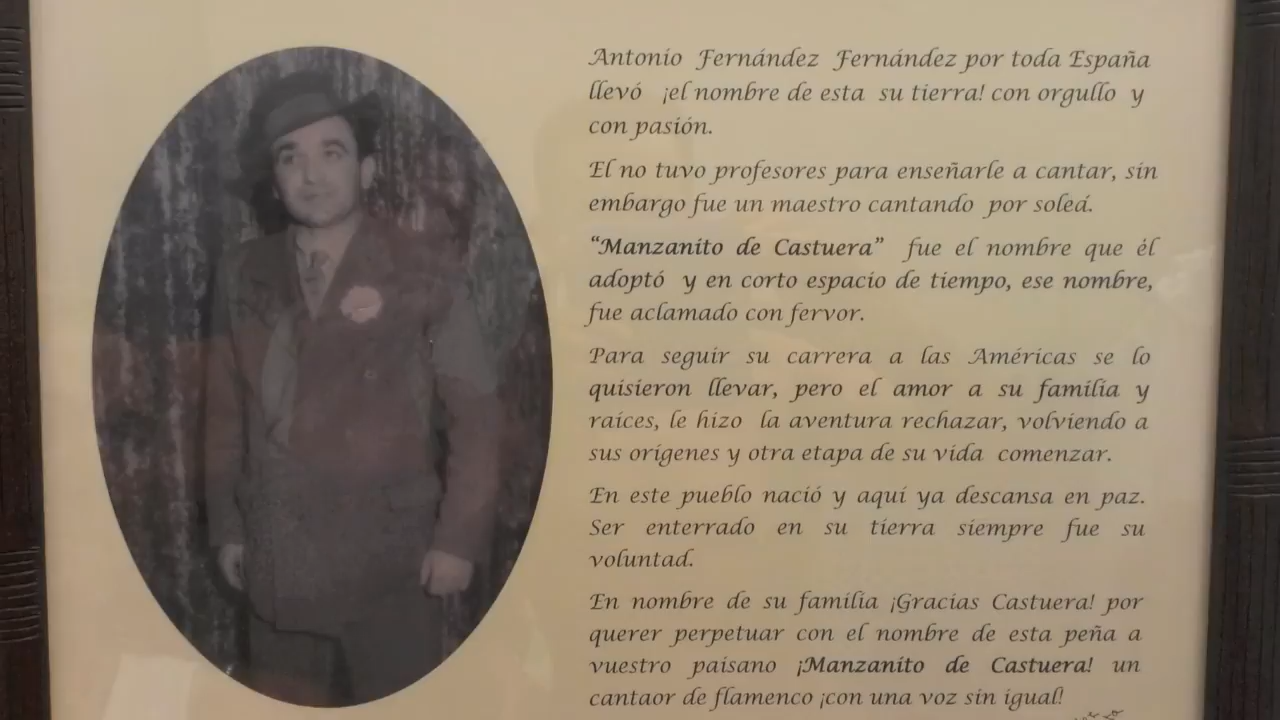 Antonio Fernández Fernández por toda España
llevó ¡el nombre de esta su tierra! con orgullo y
con pasión.
El no tuvo profesores para enseñarle a cantar, sin
embargo fue un maestro cantando por soleá.
“Manzanito de Castuera” fue el nombre que él
adoptó y en corto espacio de tiempo, ese nombre,
fue aclamado con fervor.
Para seguir su carrera a las Américas se lo
quisieron llevar, pero el amor a su familia y
raíces, le hizo la aventura rechazar, volviendo a
sus orígenes y otra etapa de su vida comenzar.
En este pueblo nació y aquí ya descansa en paz.
Ser enterrado en su tierra siempre fue su
voluntad.
En nombre de su familia ¡Gracias Castuera! por
querer perpetuar con el nombre de esta peña a
vuestro paisano ¡Manzanito de Castuera! un
cantaor de flamenco ¡con una voz sin igual!